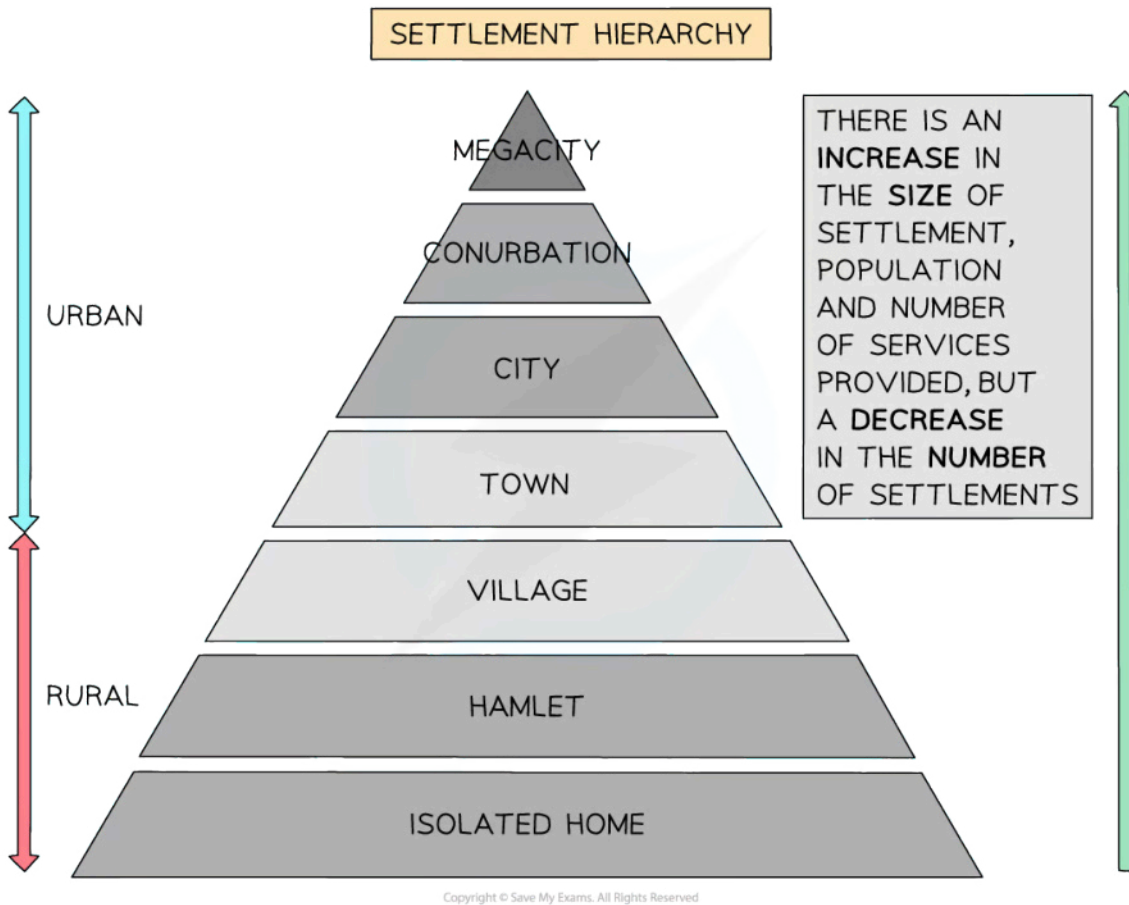 SETTLEMENT HIERARCHY
MEGACITY
CONURBATION
CITY
TOWN
VILLAGE
HAMLET
ISOLATED HOME
URBAN
RURAL
THERE IS AN
INCREASE IN
THE SIZE OF
SETTLEMENT,
POPULATION
AND NUMBER
OF SERVICES
PROVIDED, BUT
A DECREASE
IN THE NUMBER
OF SETTLEMENTS
Copyright © Save My Exams. All Rights Reserved